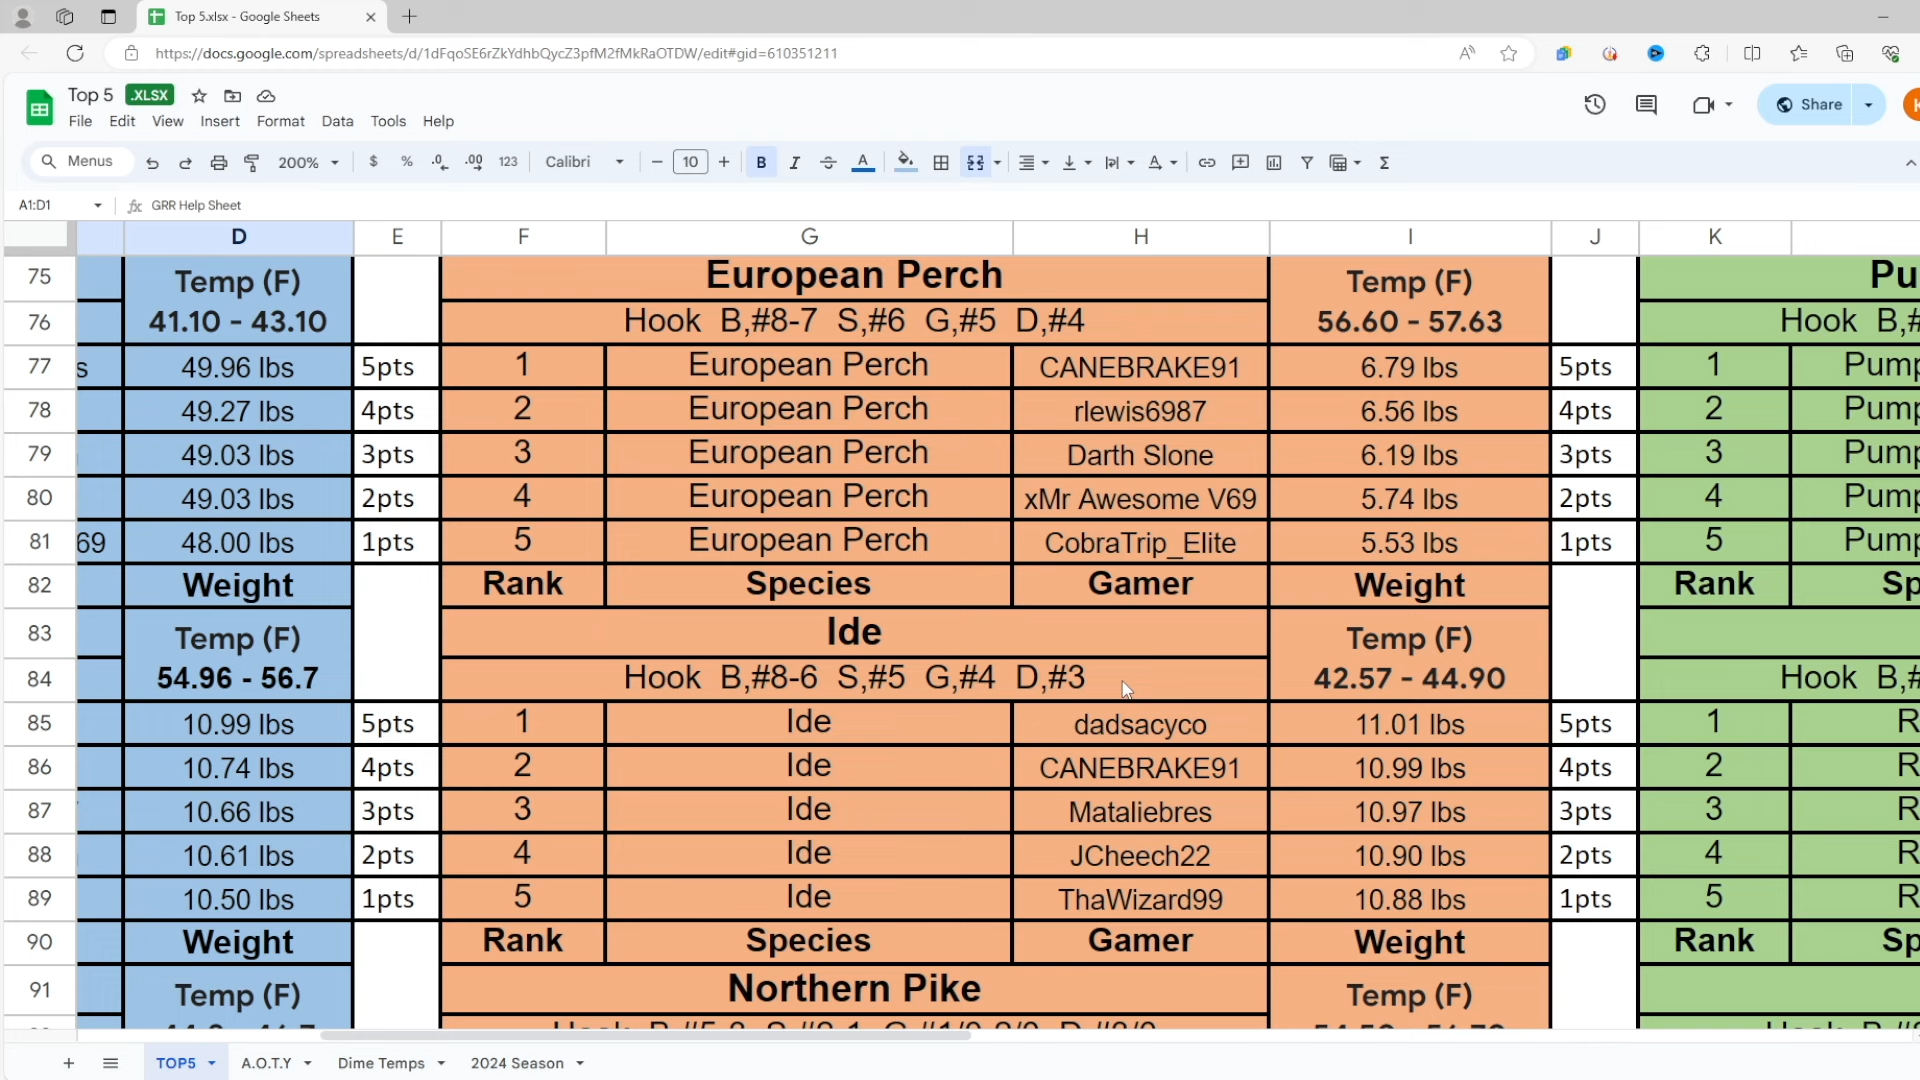 Top 5.xlsx - Google Sheets
https://docs.google.com/spreadsheets/d/1dFqoSE6rZkYdhbQycZ3pfM2fMkRaOTDW/edit#gid=610351211
Top 5 .XLSX
Share
File Edit View Insert Format Data Tools Help
Menus 200% $ % .0 .00 123 Calibri 10 B I A
A1:D1 fx GRR Help Sheet
D E F G H I J K
75 Temp (F) European Perch Temp (F) Pu
76 41.10 - 43.10 Hook B,#8-7 S,#6 G,#5 D,#4 56.60 - 57.63 Hook B,#
77 s 49.96 lbs 5pts 1 European Perch CANEBRAKE91 6.79 lbs 5pts 1 Pump
78 49.27 lbs 4pts 2 European Perch rlewis6987 6.56 lbs 4pts 2 Pump
79 49.03 lbs 3pts 3 European Perch Darth Slone 6.19 lbs 3pts 3 Pump
80 49.03 lbs 2pts 4 European Perch xMr Awesome V69 5.74 lbs 2pts 4 Pump
81 69 48.00 lbs 1pts 5 European Perch CobraTrip_Elite 5.53 lbs 1pts 5 Pump
82 Weight Rank Species Gamer Weight Rank Sp
83 Temp (F) Ide Temp (F)
84 54.96 - 56.7 Hook B,#8-6 S,#5 G,#4 D,#3 42.57 - 44.90 Hook B,#
85 10.99 lbs 5pts 1 Ide dadsacyco 11.01 lbs 5pts 1 R
86 10.74 lbs 4pts 2 Ide CANEBRAKE91 10.99 lbs 4pts 2 R
87 10.66 lbs 3pts 3 Ide Mataliebres 10.97 lbs 3pts 3 R
88 10.61 lbs 2pts 4 Ide JCheech22 10.90 lbs 2pts 4 R
89 10.50 lbs 1pts 5 Ide ThaWizard99 10.88 lbs 1pts 5 R
90 Weight Rank Species Gamer Weight Rank Sp
91 Temp (F) Northern Pike Temp (F)
TOP5 A.O.T.Y Dime Temps 2024 Season